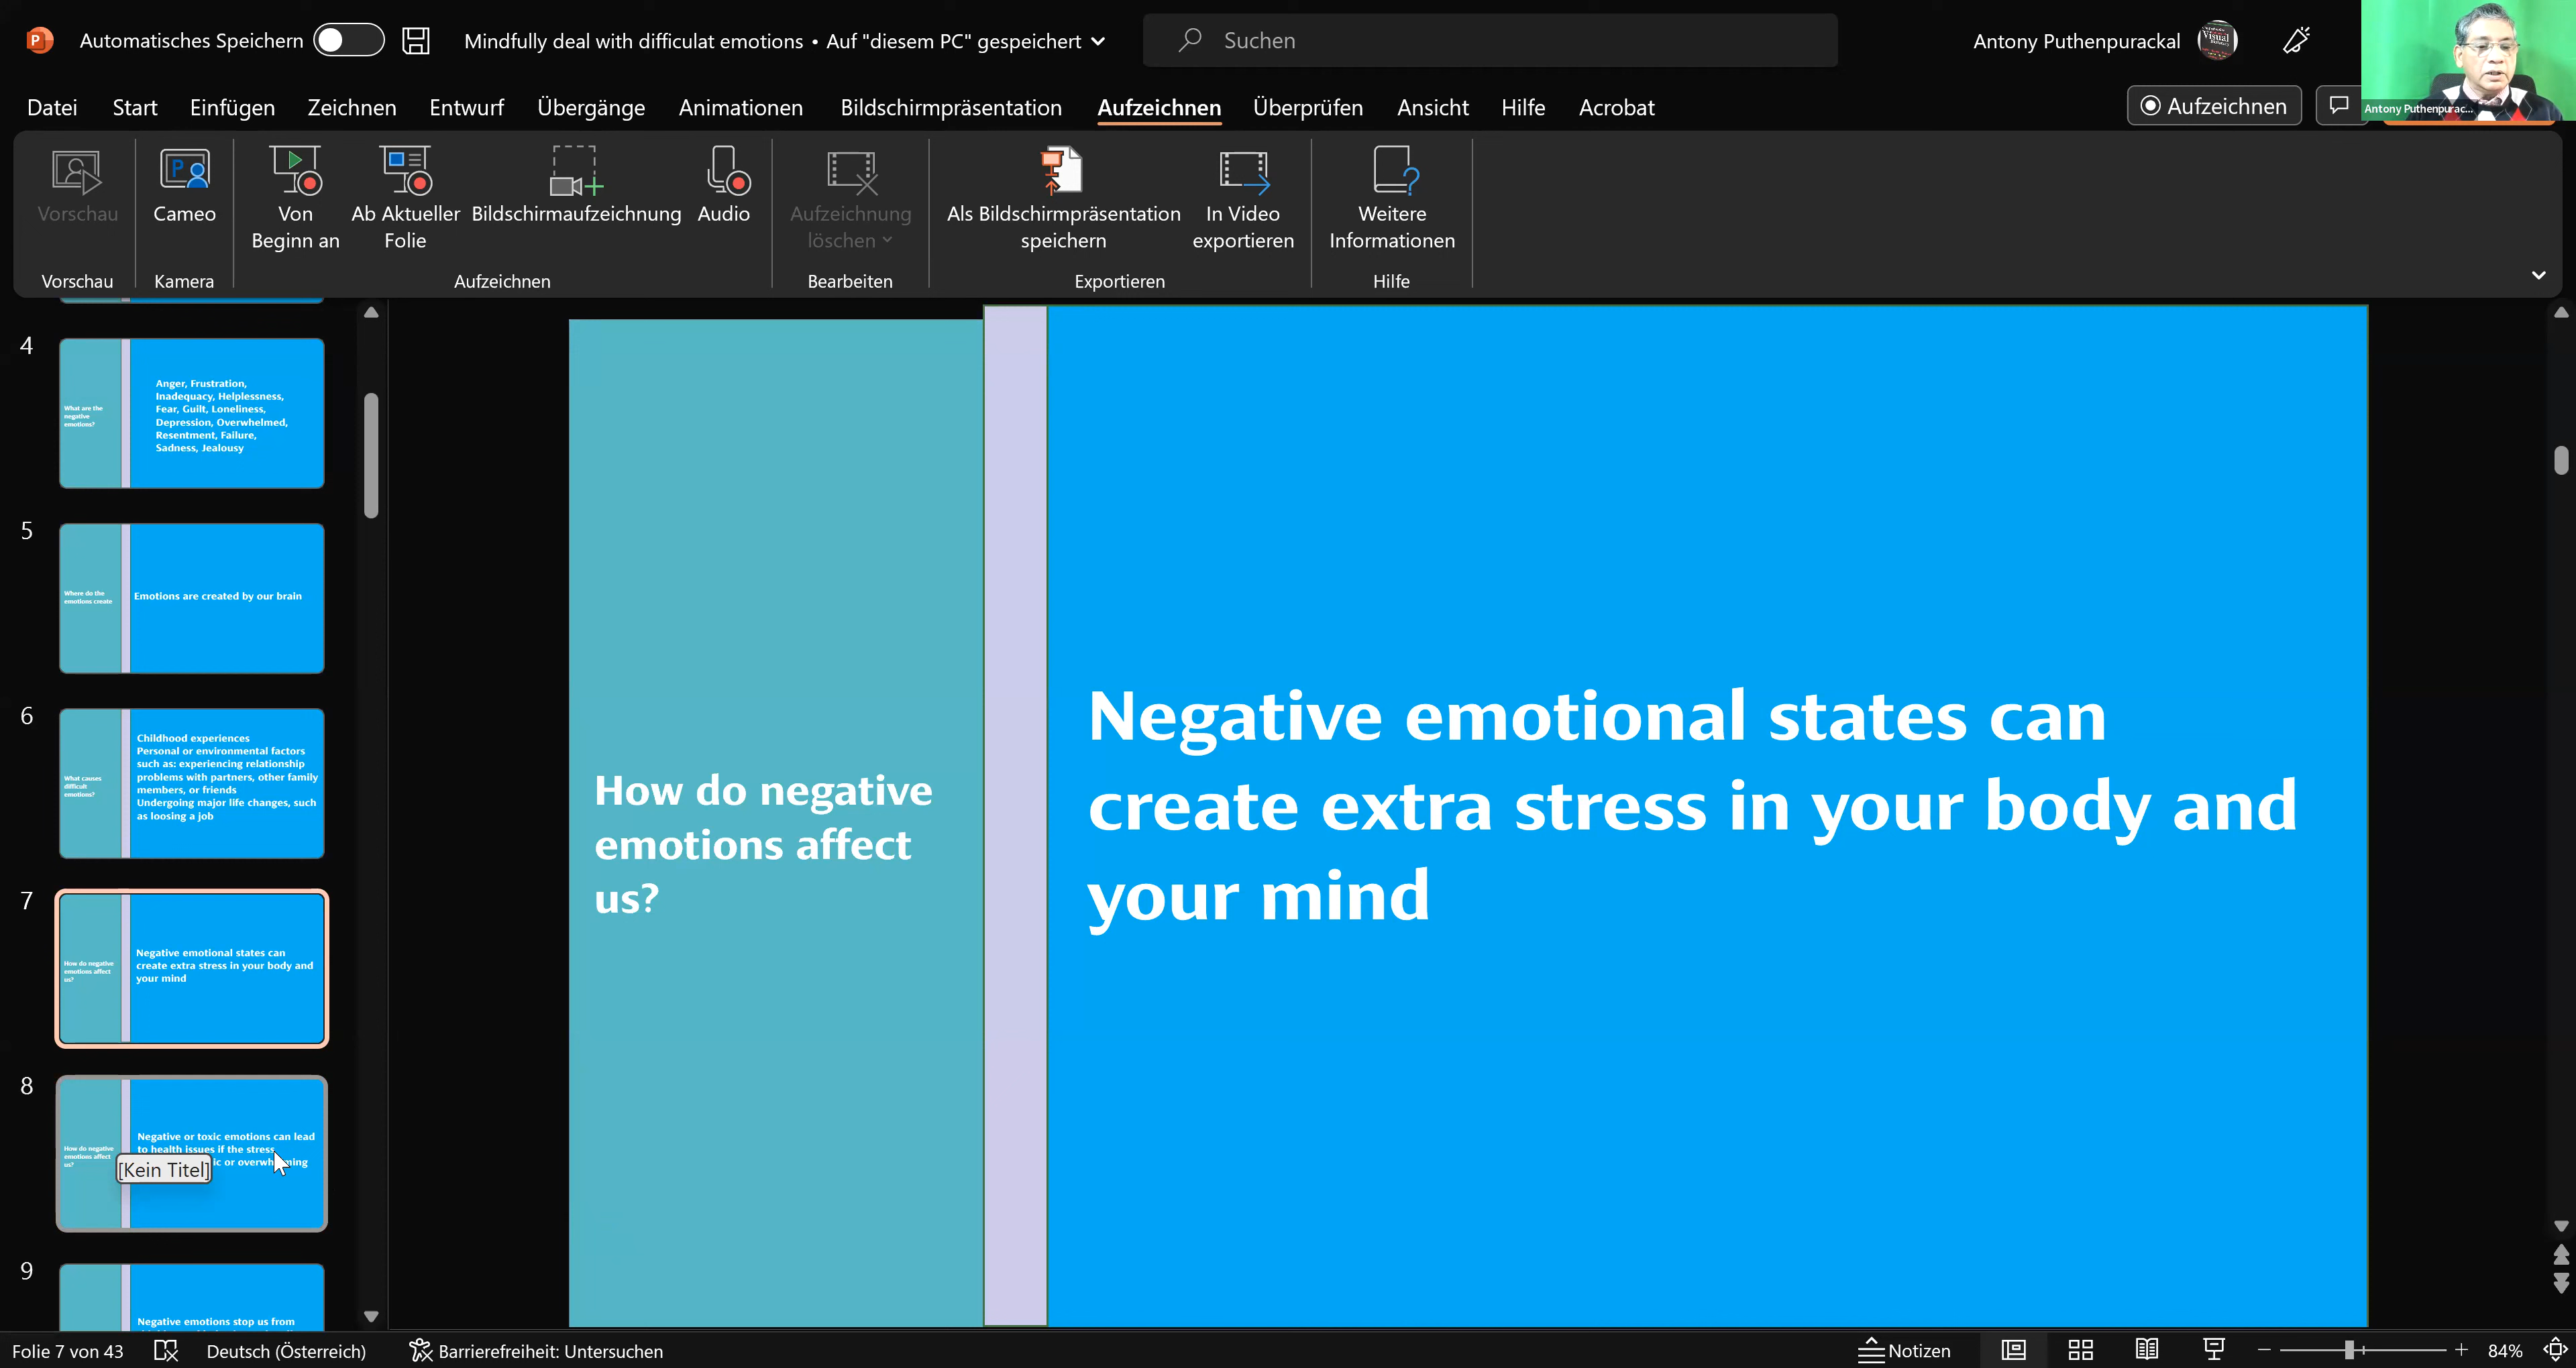 Automatisches Speichern
Mindfully deal with difficulat emotions • Auf "diesem PC" gespeichert
Suchen
Antony Puthenpurackal
Datei Start Einfügen Zeichnen Entwurf Übergänge Animationen Bildschirmpräsentation Aufzeichnen Überprüfen Ansicht Hilfe Acrobat
Aufzeichnen
Antony Puthenpurac...
Vorschau
Cameo
Von
Beginn an
Ab Aktueller
Folie
Bildschirmaufzeichnung
Audio
Aufzeichnung
löschen
Als Bildschirmpräsentation
speichern
In Video
exportieren
Weitere
Informationen
Vorschau Kamera Aufzeichnen Bearbeiten Exportieren Hilfe
4
What are the
negative
emotions?
Anger, Frustration,
Inadequacy, Helplessness,
Fear, Guilt, Loneliness,
Depression, Overwhelmed,
Resentment, Failure,
Sadness, Jealousy
5
Where do the
emotions create
Emotions are created by our brain
6
What causes
difficult
emotions?
Childhood experiences
Personal or environmental factors
such as: experiencing relationship
problems with partners, other family
members, or friends
Undergoing major life changes, such
as loosing a job
7
How do negative
emotions affect
us?
Negative emotional states can
create extra stress in your body and
your mind
8
How do negative
emotions affect
us?
Negative or toxic emotions can lead
to health issues if the stress
or
[Kein Titel]
9
Negative emotions stop us from
How do negative
emotions affect
us?
Negative emotional states can
create extra stress in your body and
your mind
Folie 7 von 43
Deutsch (Österreich)
Barrierefreiheit: Untersuchen
Notizen
84%